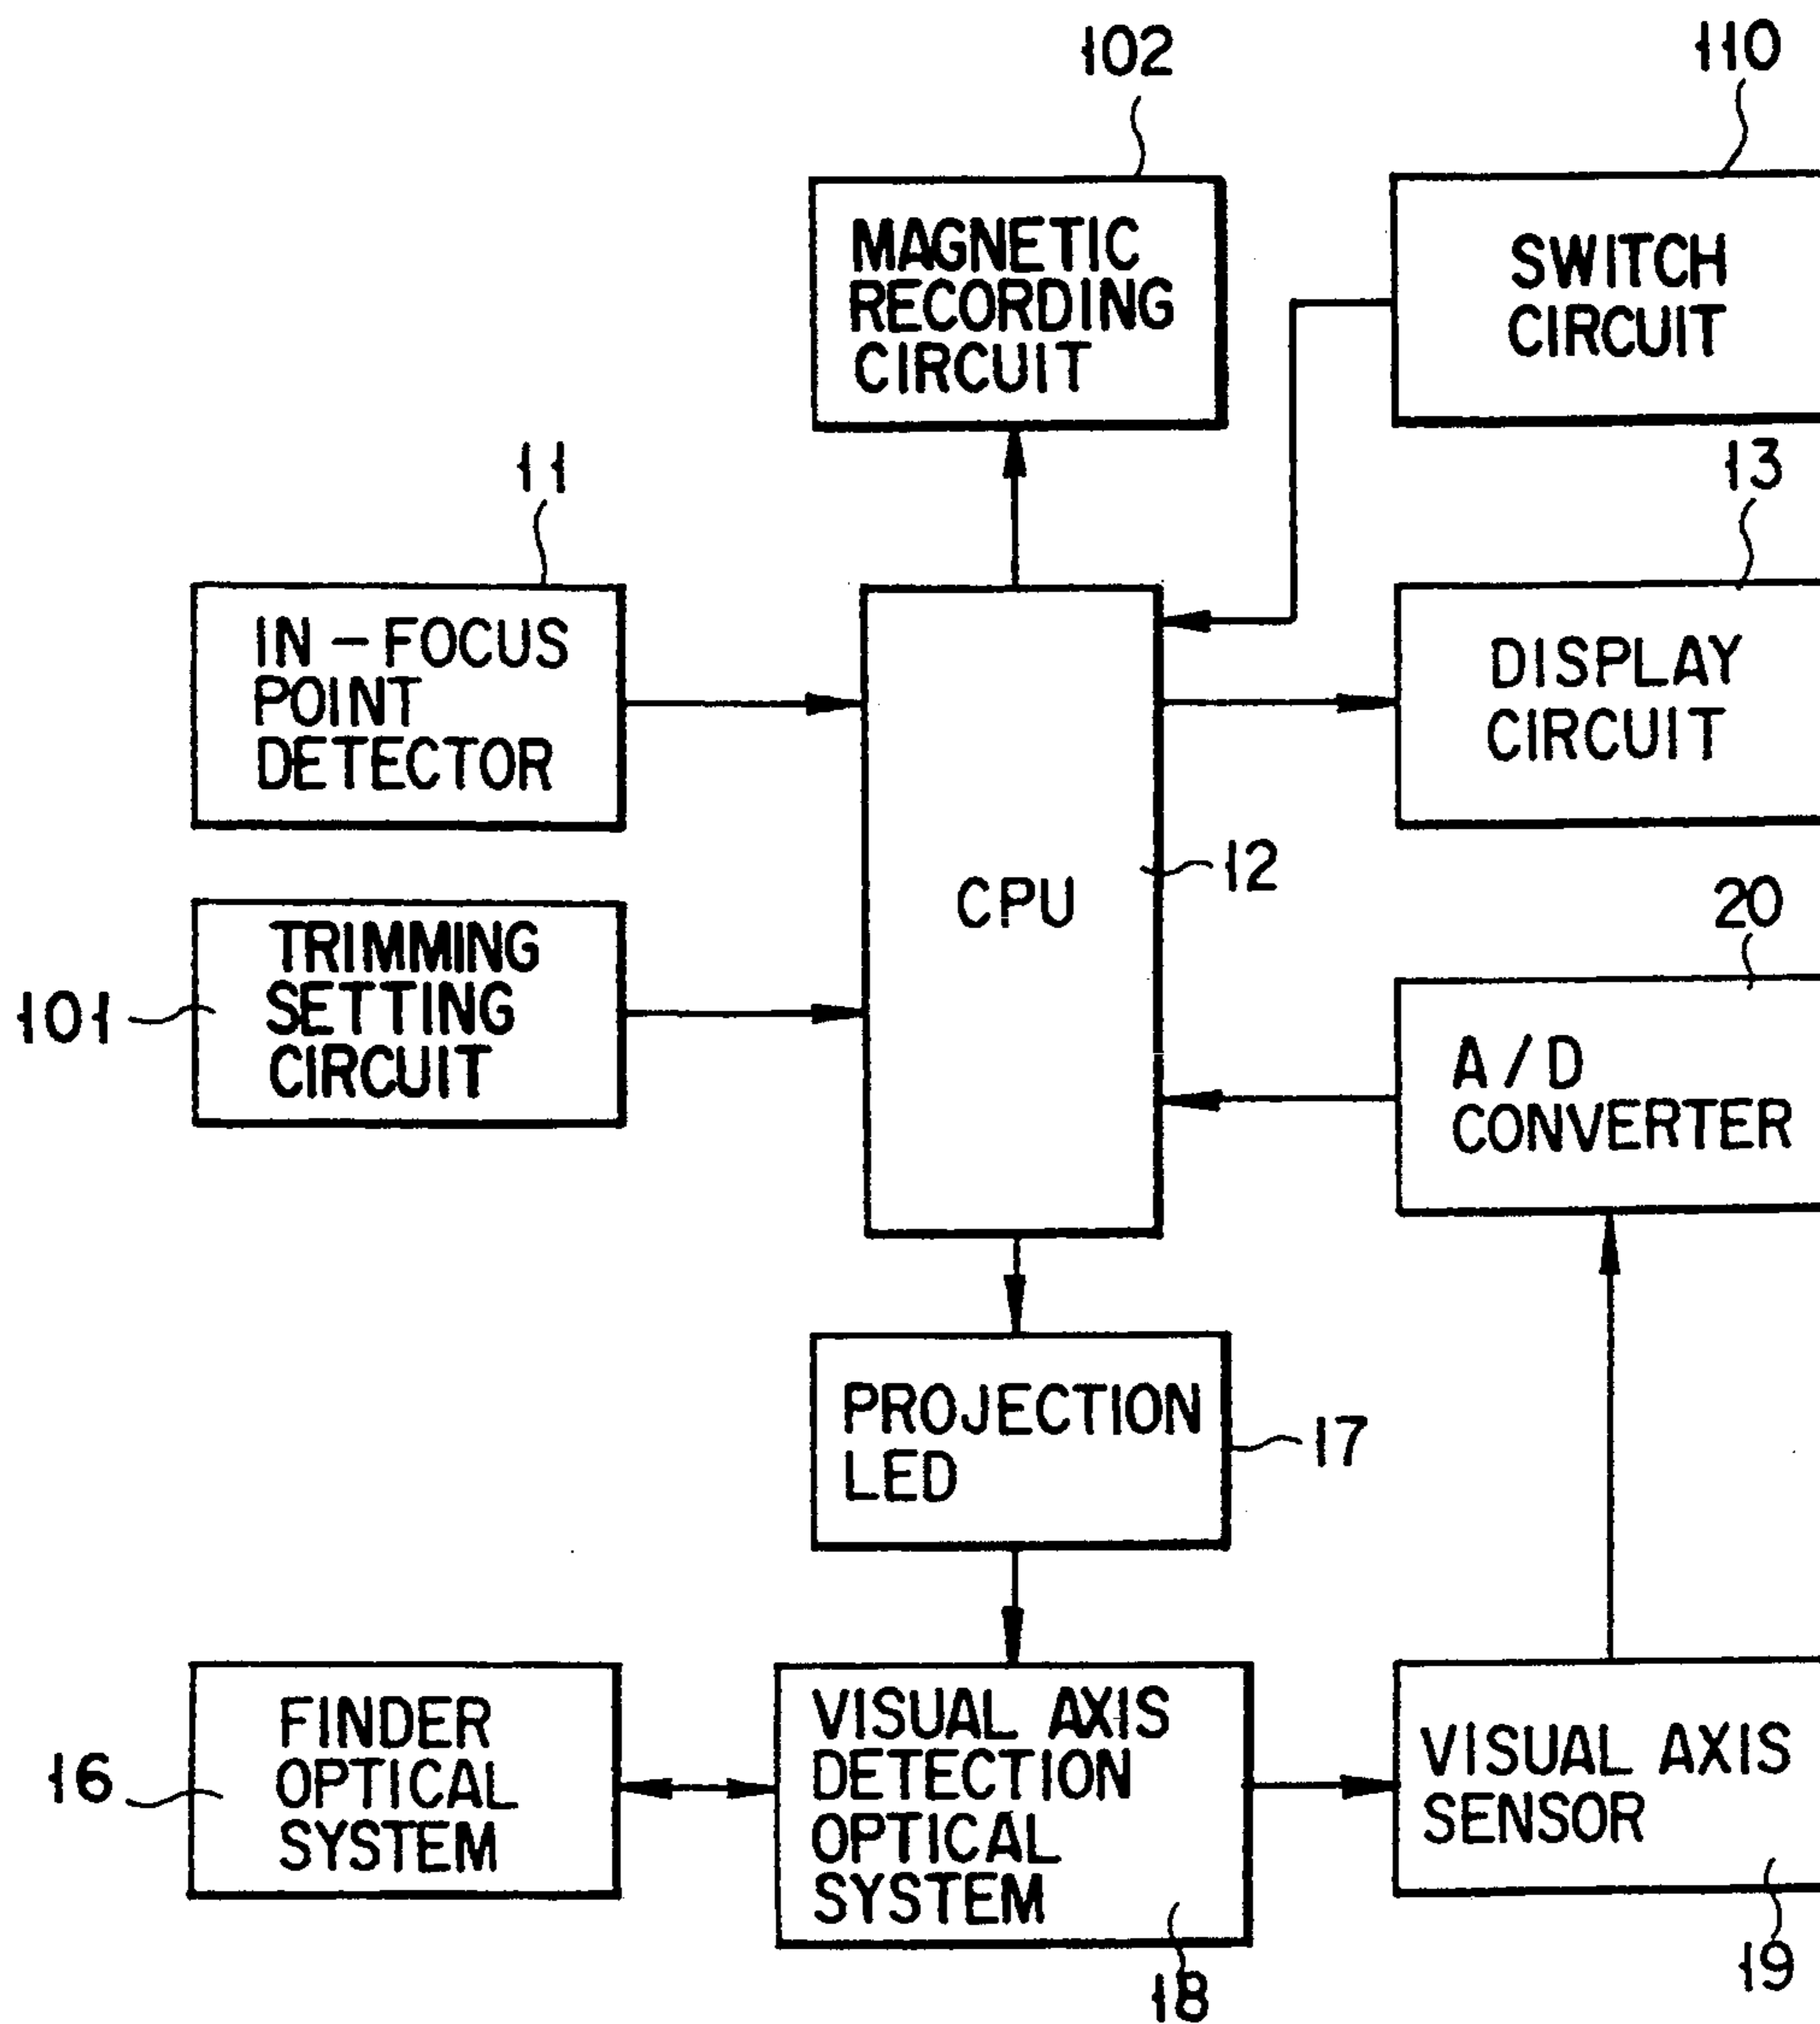 102
110
MAGNETIC
RECORDING
CIRCUIT
SWITCH
CIRCUIT
11
13
IN-FOCUS
POINT
DETECTOR
DISPLAY
CIRCUIT
12
CPU
20
TRIMMING
SETTING
CIRCUIT
101
A/D
CONVERTER
PROJECTION
LED
17
FINDER
OPTICAL
SYSTEM
16
VISUAL AXIS
DETECTION
OPTICAL
SYSTEM
VISUAL AXIS
SENSOR
18
19